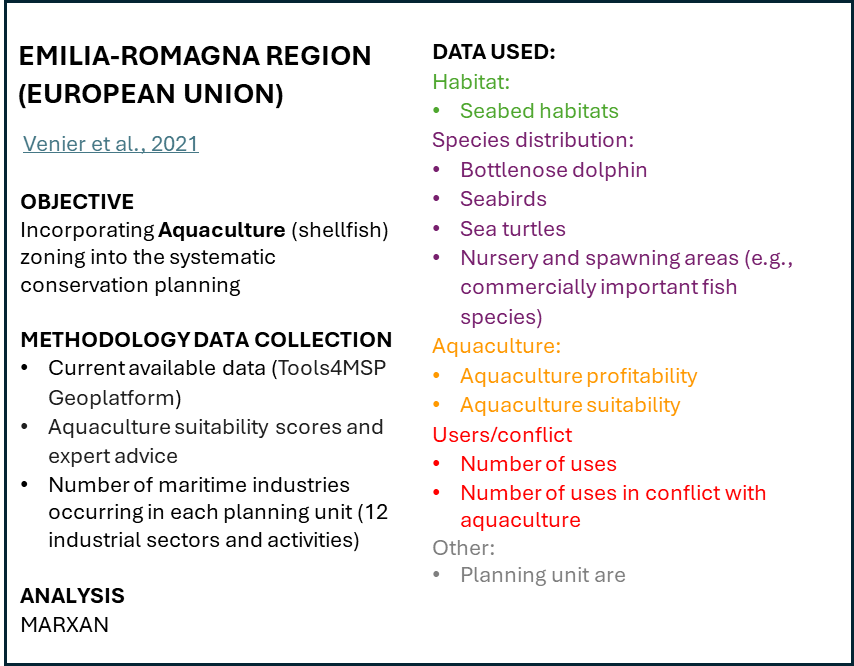 EMILIA-ROMAGNA REGION
(EUROPEAN UNION)
Venier et al., 2021
OBJECTIVE
Incorporating Aquaculture (shellfish)
zoning into the systematic
conservation planning
METHODOLOGY DATA COLLECTION
• Current available data (Tools4MSP
Geoplatform)
• Aquaculture suitability scores and
expert advice
• Number of maritime industries
occurring in each planning unit (12
industrial sectors and activities)
ANALYSIS
MARXAN
DATA USED:
Habitat:
• Seabed habitats
Species distribution:
• Bottlenose dolphin
• Seabirds
• Sea turtles
• Nursery and spawning areas (e.g.,
commercially important fish
species)
Aquaculture:
• Aquaculture profitability
• Aquaculture suitability
Users/conflict
• Number of uses
• Number of uses in conflict with
aquaculture
Other:
• Planning unit are